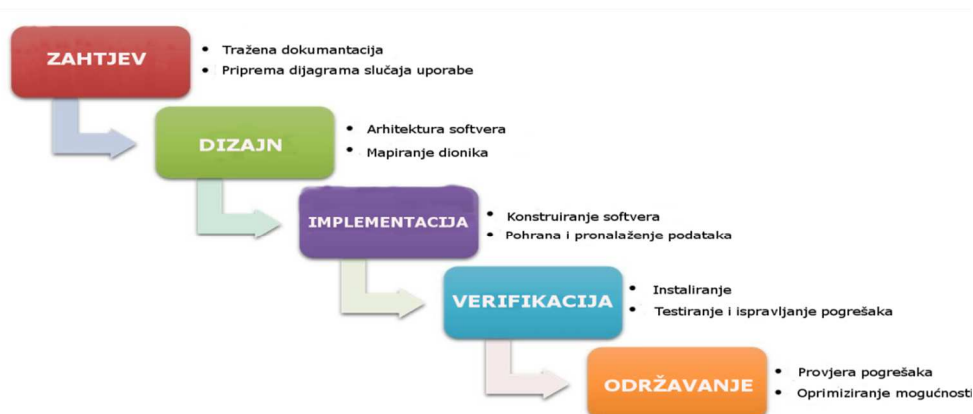 ZAHTJEV
• Tražena dokumantacija
• Priprema dijagrama slučaja uporabe
DIZAJN
• Arhitektura softvera
• Mapiranje dionika
IMPLEMENTACIJA
• Konstruiranje softvera
• Pohrana i pronalaženje podataka
VERIFIKACIJA
• Instaliranje
• Testiranje i ispravljanje pogrešaka
ODRŽAVANJE
• Provjera pogrešaka
• Oprimiziranje mogućnosti